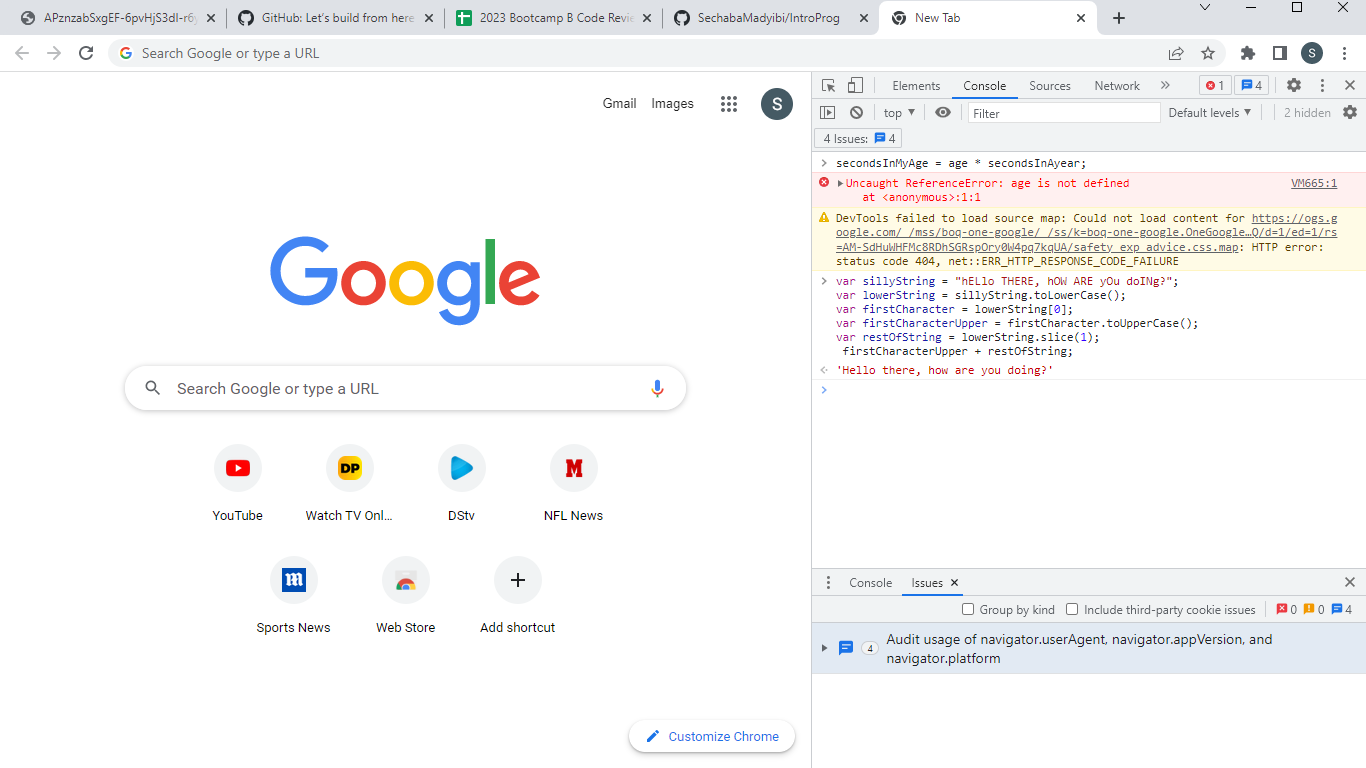 APznzabSxgEF-6pvHjS3dl-r6y
GitHub: Let's build from here
2023 Bootcamp B Code Revie
SechabaMadyibi/IntroProg
New Tab
Search Google or type a URL
S
Gmail Images
S
Google
Search Google or type a URL
YouTube
Watch TV Onl...
DStv
NFL News
DP
M
m
Sports News
Web Store
Add shortcut
Customize Chrome
Elements Console Sources Network » 1 4
top ▼ Filter Default levels ▼ 2 hidden
4 Issues: 4
secondsInMyAge = age * secondsInAyear;
Uncaught ReferenceError: age is not defined VM665:1
at <anonymous>:1:1
DevTools failed to load source map: Could not load content for https://ogs.g
oogle.com/_/mss/boq-one-google/_/ss/k=boq-one-google.OneGoogle…Q/d=1/ed=1/rs
=AM-SdHuWHFMc8RDhSGRspOry0W4pq7kqUA/safety_exp_advice.css.map: HTTP error:
status code 404, net::ERR_HTTP_RESPONSE_CODE_FAILURE
var sillyString = "hELlo THERE, hOW ARE yOu doINg?";
var lowerString = sillyString.toLowerCase();
var firstCharacter = lowerString[0];
var firstCharacterUpper = firstCharacter.toUpperCase();
var restOfString = lowerString.slice(1);
firstCharacterUpper + restOfString;
'Hello there, how are you doing?'
Console Issues
Group by kind Include third-party cookie issues 0 0 4
4 Audit usage of navigator.userAgent, navigator.appVersion, and
navigator.platform